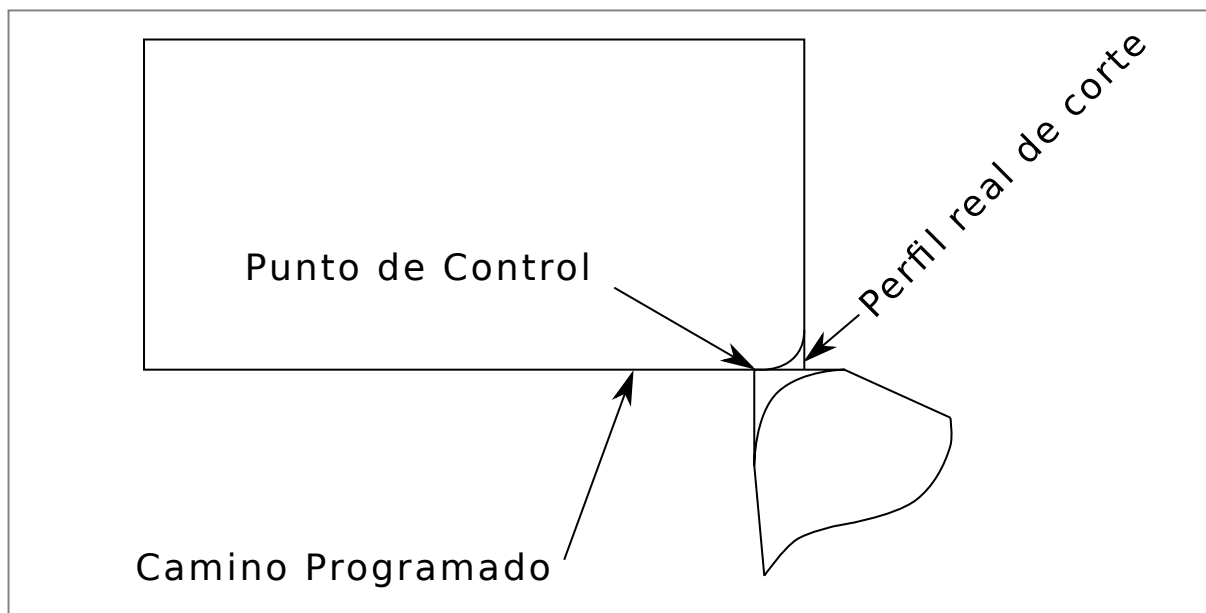 Punto de Control
Perfil real de corte
Camino Programado